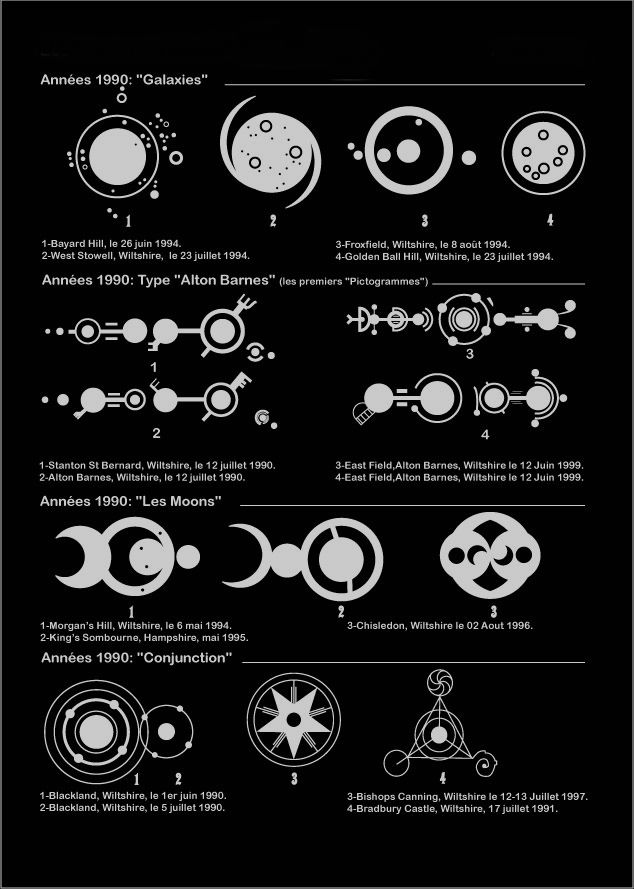 Années 1990: "Galaxies"
1
2
3
4
1-Bayard Hill, le 26 juin 1994.
2-West Stowell, Wiltshire, le 23 juillet 1994.
3-Froxfield, Wiltshire, le 8 août 1994.
4-Golden Ball Hill, Wiltshire, le 23 juillet 1994.
Années 1990: Type "Alton Barnes" (les premiers "Pictogrammes")
1
3
2
4
1-Stanton St Bernard, Wiltshire, le 12 juillet 1990.
2-Alton Barnes, Wiltshire, le 12 juillet 1990.
3-East Field,Alton Barnes, Wiltshire le 12 Juin 1999.
4-East Field,Alton Barnes, Wiltshire le 12 Juin 1999.
Années 1990: "Les Moons"
1
2
3
1-Morgan's Hill, Wiltshire, le 6 mai 1994.
2-King's Sombourne, Hampshire, mai 1995.
3-Chisledon, Wiltshire le 02 Aout 1996.
Années 1990: "Conjunction"
1
2
3
4
1-Blackland, Wiltshire, le 1er juin 1990.
2-Blackland, Wiltshire, le 5 juillet 1990.
3-Bishops Canning, Wiltshire le 12-13 Juillet 1997.
4-Bradbury Castle, Wiltshire, 17 juillet 1991.